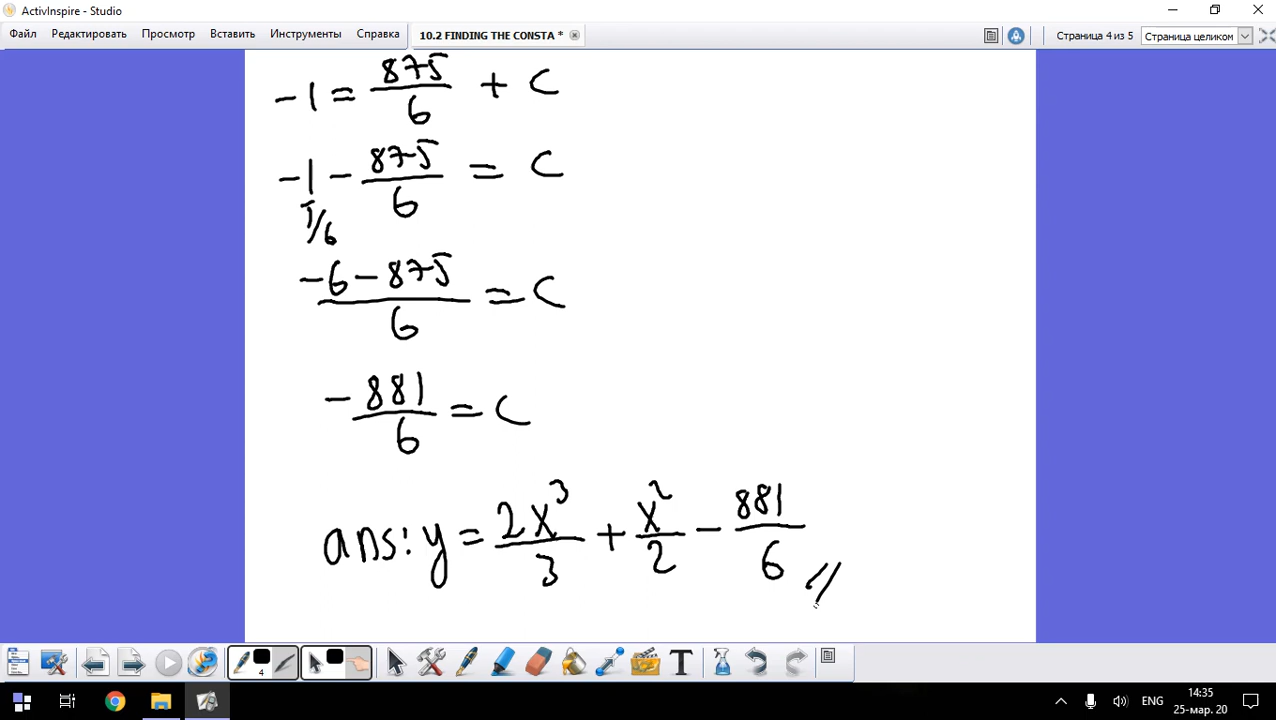 ActivInspire - Studio
Файл Редактировать Просмотр Вставить Инструменты Справка 10.2 FINDING THE CONSTA * Страница 4 из 5 Страница целиком
-1 = 875/6 + C
-1 - 875/6 = C
1/6
(-6 - 875)/6 = C
-881/6 = C
ans: y = 2x³/3 + x²/2 - 881/6 //
4 T
ENG 14:35
25-мар. 20